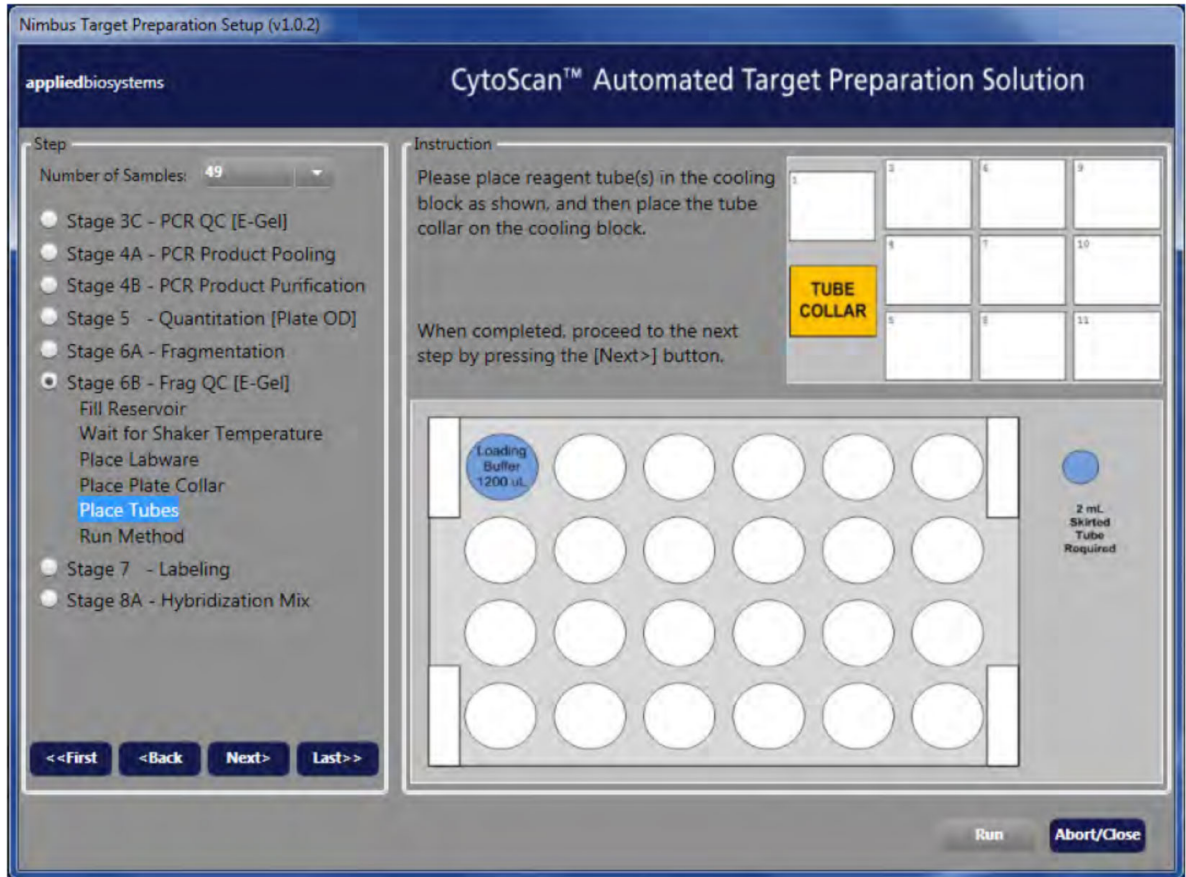 Nimbus Target Preparation Setup (v1.0.2)
appliedbiosystems
CytoScan™ Automated Target Preparation Solution
Step
Number of Samples: 49
Stage 3C - PCR QC [E-Gel]
Stage 4A - PCR Product Pooling
Stage 4B - PCR Product Purification
Stage 5 - Quantitation [Plate OD]
Stage 6A - Fragmentation
Stage 6B - Frag QC [E-Gel]
Fill Reservoir
Wait for Shaker Temperature
Place Labware
Place Plate Collar
Place Tubes
Run Method
Stage 7 - Labeling
Stage 8A - Hybridization Mix
<<First
<Back
Next>
Last>>
Instruction
Please place reagent tube(s) in the cooling
block as shown, and then place the tube
collar on the cooling block.
When completed, proceed to the next
step by pressing the [Next>] button.
1
6
9
7
10
TUBE
COLLAR
8
11
Loading
Buffer
1200 uL
2 mL
Skirted
Tube
Required
Run
Abort/Close